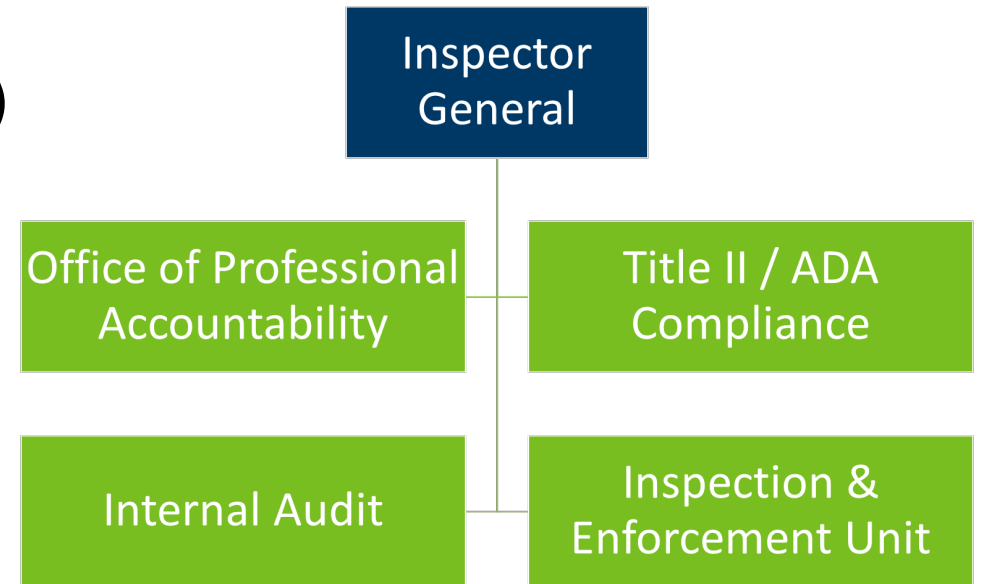 )
Inspector
General
Office of Professional
Accountability
Title II / ADA
Compliance
Internal Audit
Inspection &
Enforcement Unit